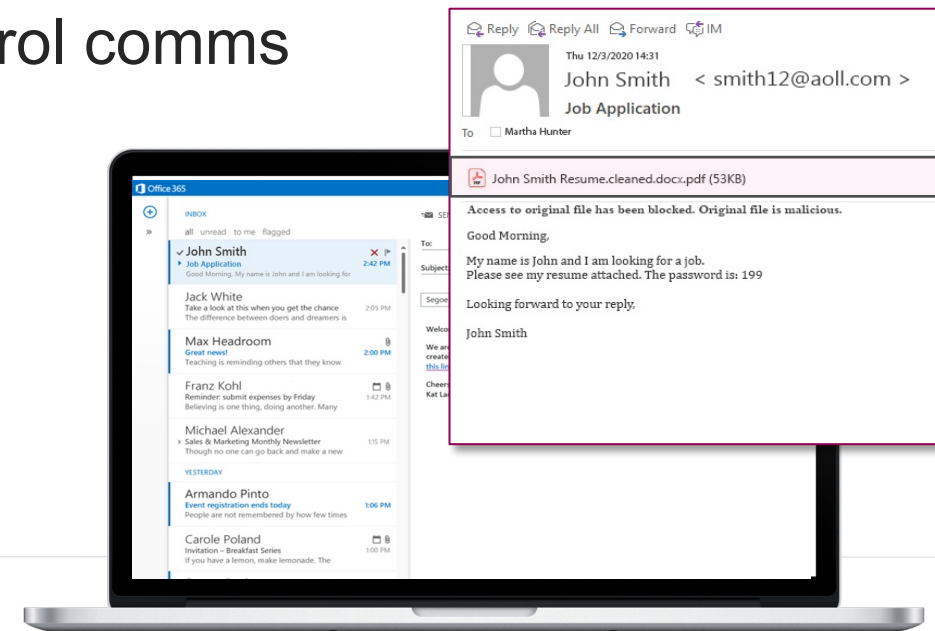 rol comms
Reply Reply All Forward IM
Thu 12/3/2020 14:31
John Smith < smith12@aoll.com >
Job Application
To Martha Hunter
John Smith Resume.cleaned.docx.pdf (53KB)
Access to original file has been blocked. Original file is malicious.
Good Morning,
My name is John and I am looking for a job.
Please see my resume attached. The password is: 199
Looking forward to your reply,
John Smith
Office 365
INBOX
all unread to me flagged
John Smith
Job Application 2:42 PM
Good Morning, My name is John and I am looking for
Jack White
Take a look at this when you get the chance 2:05 PM
The difference between doers and dreamers is
Max Headroom
Great news! 2:00 PM
Teaching is reminding others that they know
Franz Kohl
Reminder: submit expenses by Friday 1:42 PM
Believing is one thing, doing another. Many
Michael Alexander
Sales & Marketing Monthly Newsletter 1:15 PM
Though no one can go back and make a new
YESTERDAY
Armando Pinto
Event registration ends today 1:06 PM
People are not remembered by how few times
Carole Poland
Invitation – Breakfast Series 1:00 PM
If you have a lemon, make lemonade. The
To:
Subject
Segoe
Welco
We are
create
this lin
Cheers
Kat La